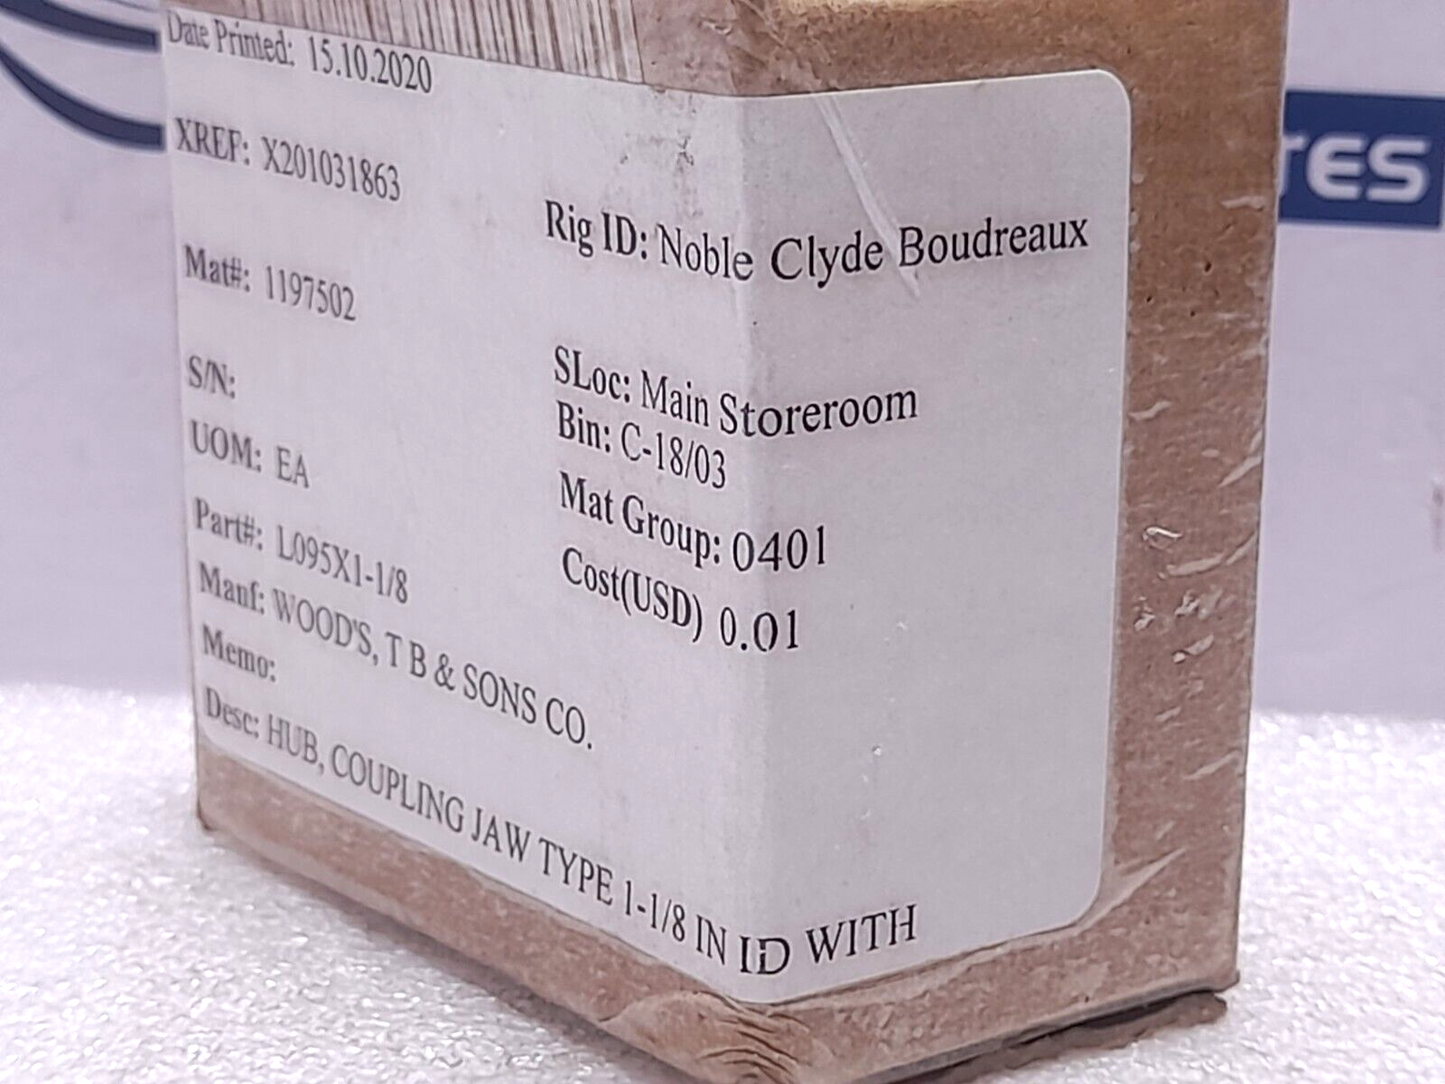 Date Printed: 15.10.2020
XREF: X201031863
Rig ID: Noble Clyde Boudreaux
Mat#: 1197502
SLoc: Main Storeroom
S/N:
Bin: C-18/03
UOM: EA
Mat Group: 0401
Part#: L095X1-1/8
Cost(USD) 0.01
Manf: WOOD'S, T B & SONS CO.
Memo:
Desc: HUB, COUPLING JAW TYPE 1-1/8 IN ID WITH